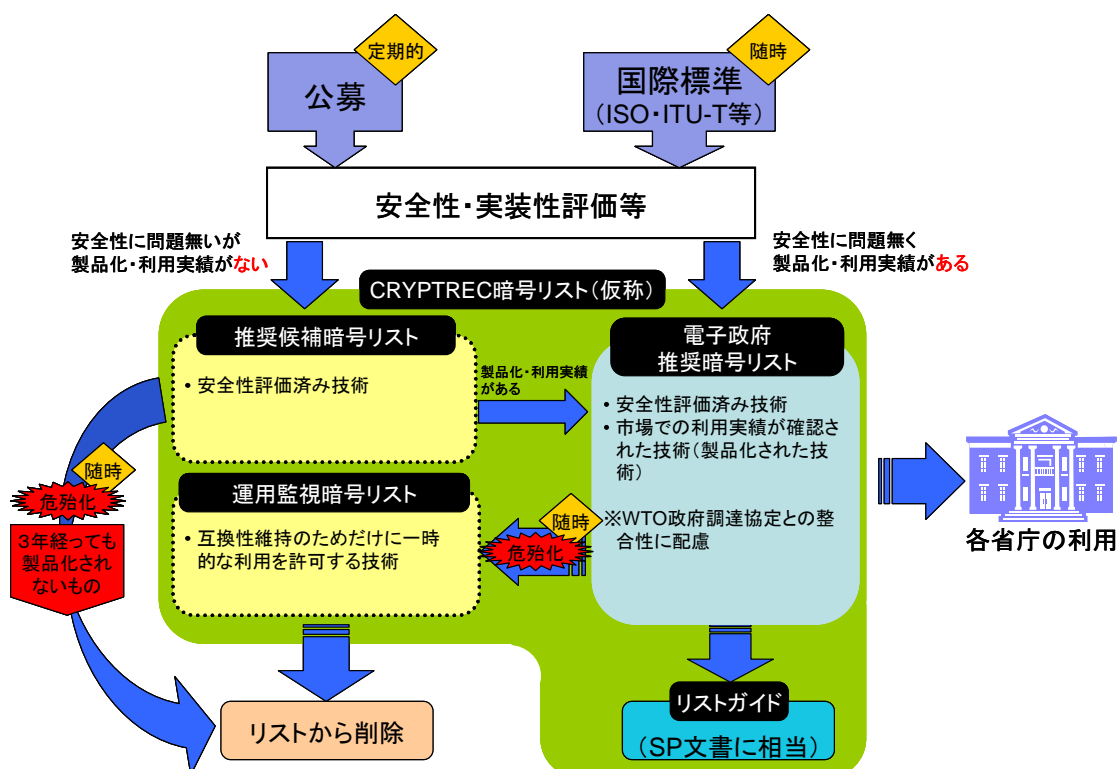 定期的
公募
随時
国際標準
(ISO・ITU-T等)
安全性・実装性評価等
安全性に問題無いが
製品化・利用実績がない
安全性に問題無く
製品化・利用実績がある
CRYPTREC暗号リスト(仮称)
推奨候補暗号リスト
・安全性評価済み技術
製品化・利用実績
がある
電子政府
推奨暗号リスト
・安全性評価済み技術
・市場での利用実績が確認さ
れた技術(製品化された技
術)
※WTO政府調達協定との整
合性に配慮
随時
危殆化
3年経っても
製品化され
ないもの
運用監視暗号リスト
・互換性維持のためだけに一時
的な利用を許可する技術
随時
危殆化
各省庁の利用
リストから削除
リストガイド
(SP文書に相当)